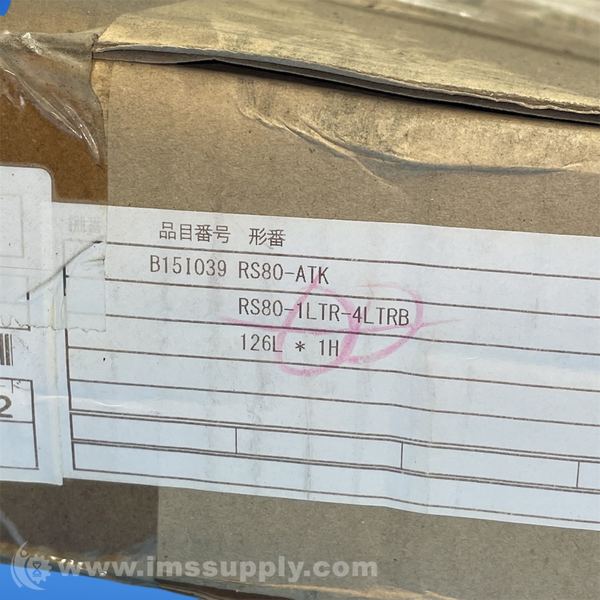 品目番号 形番
B15I039 RS80-ATK
RS80-1LTR-4LTRB
126L * 1H
2
www.imssupply.com